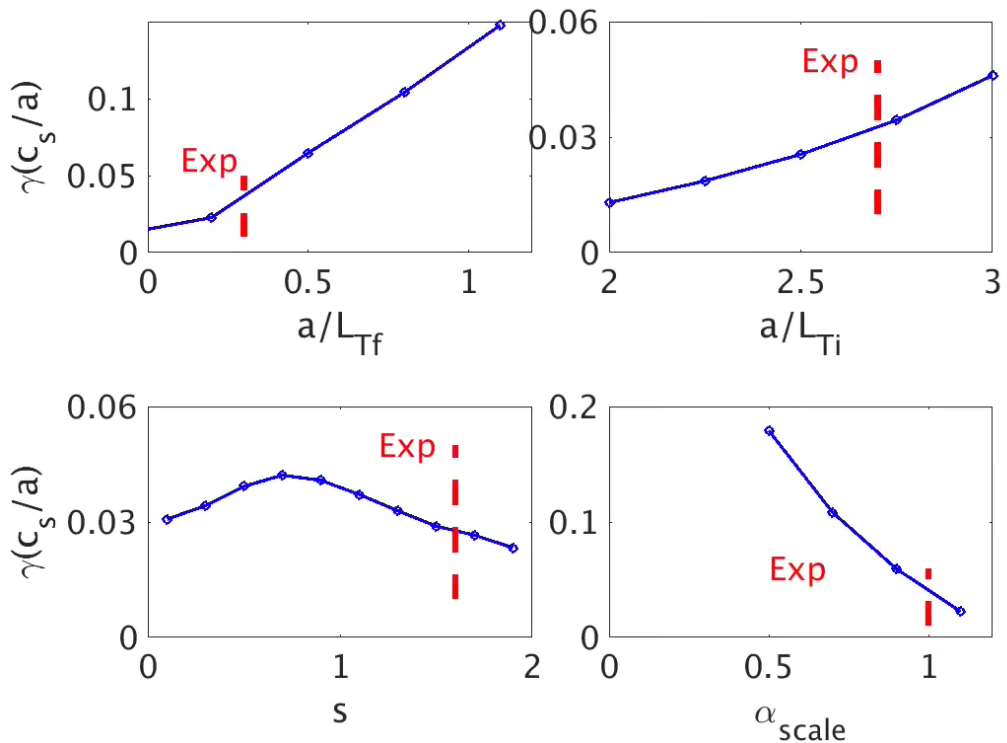 0.1
0.05
0
γ(c_s/a)
Exp
0 0.5 1
a/L_Tf
0.06
0.03
0
Exp
2 2.5 3
a/L_Ti
0.06
0.03
0
γ(c_s/a)
Exp
0 1 2
s
0.2
0.1
0
Exp
0.5 1
α_scale